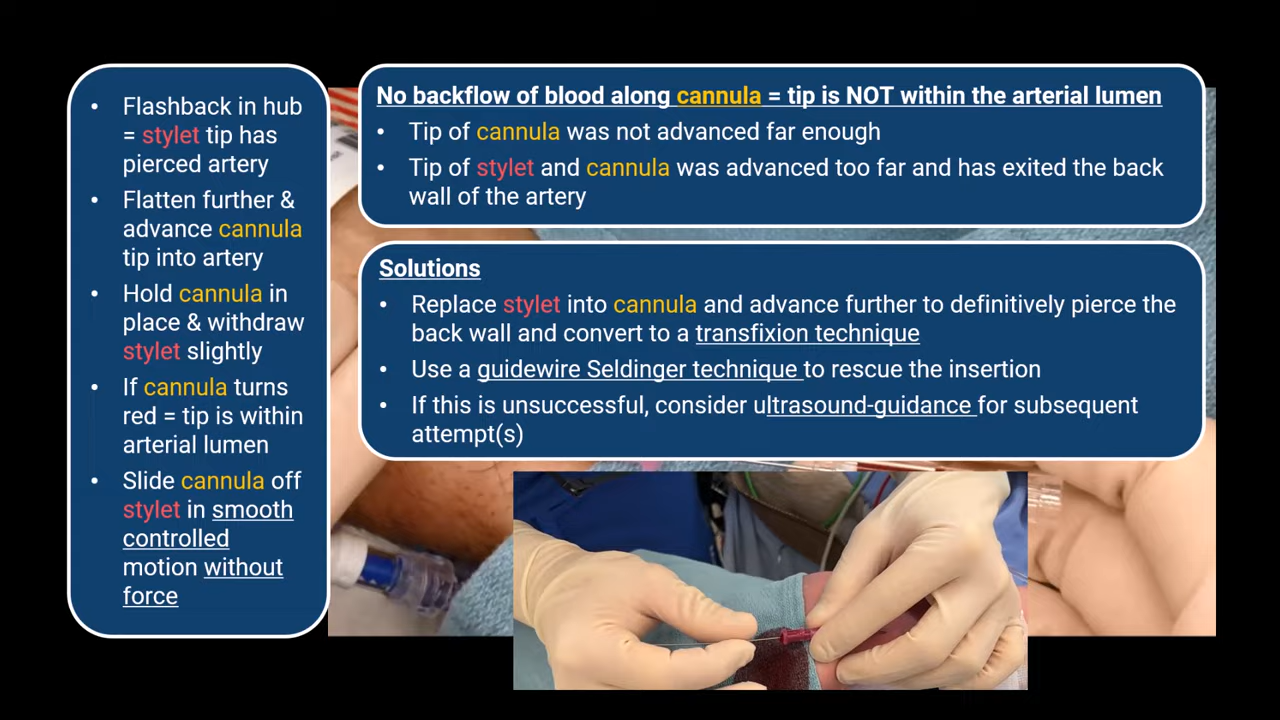 • Flashback in hub
= stylet tip has
pierced artery
• Flatten further &
advance cannula
tip into artery
• Hold cannula in
place & withdraw
stylet slightly
• If cannula turns
red = tip is within
arterial lumen
• Slide cannula off
stylet in smooth
controlled
motion without
force
No backflow of blood along cannula = tip is NOT within the arterial lumen
• Tip of cannula was not advanced far enough
• Tip of stylet and cannula was advanced too far and has exited the back
wall of the artery
Solutions
• Replace stylet into cannula and advance further to definitively pierce the
back wall and convert to a transfixion technique
• Use a guidewire Seldinger technique to rescue the insertion
• If this is unsuccessful, consider ultrasound-guidance for subsequent
attempt(s)